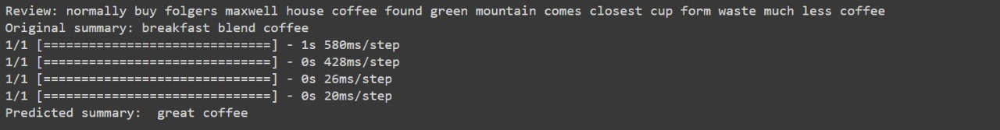 Review: normally buy folgers maxwell house coffee found green mountain comes closest cup form waste much less coffee
Original summary: breakfast blend coffee
1/1 [==============================] - 1s 580ms/step
1/1 [==============================] - 0s 428ms/step
1/1 [==============================] - 0s 26ms/step
1/1 [==============================] - 0s 20ms/step
Predicted summary:  great coffee